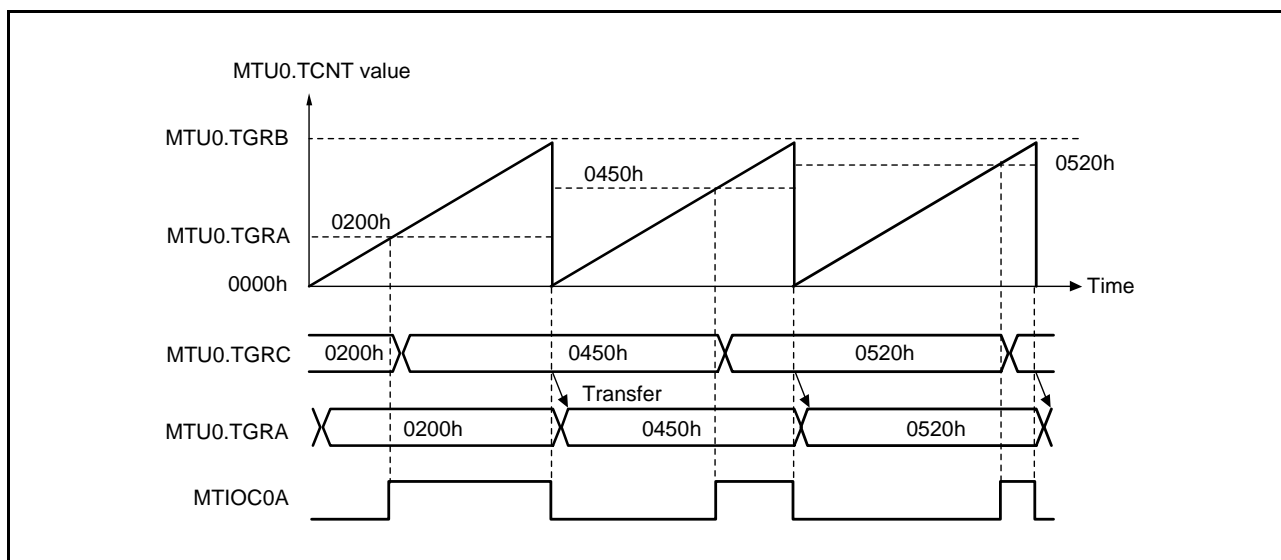 MTU0.TCNT value
MTU0.TGRB
0520h
0450h
0200h
MTU0.TGRA
0000h
Time
MTU0.TGRC
0200h
0450h
0520h
Transfer
MTU0.TGRA
0200h
0450h
0520h
MTIOC0A